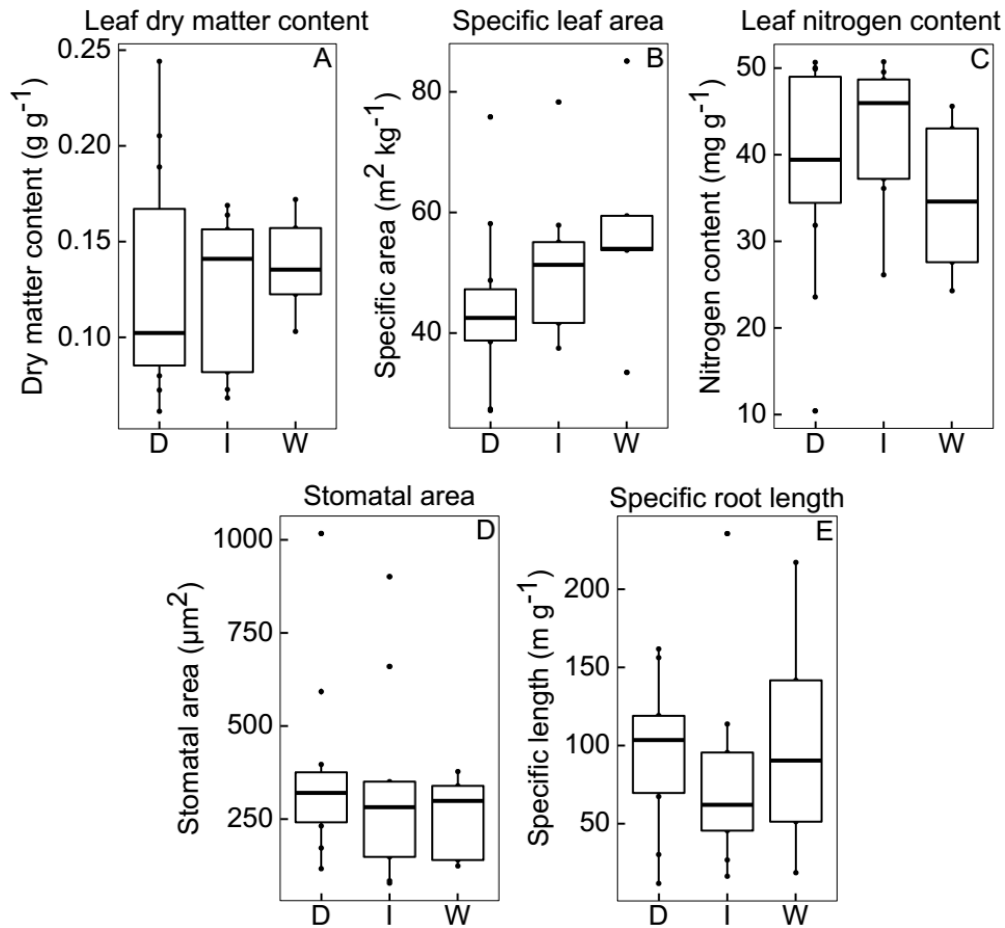 Leaf dry matter content
Specific leaf area
Leaf nitrogen content
A
B
C
Dry matter content (g g⁻¹)
0.25
0.20
0.15
0.10
D I W
Specific area (m² kg⁻¹)
80
60
40
D I W
Nitrogen content (mg g⁻¹)
50
40
30
20
10
D I W
Stomatal area
Specific root length
D
E
Stomatal area (μm²)
1000
750
500
250
D I W
Specific length (m g⁻¹)
200
150
100
50
D I W